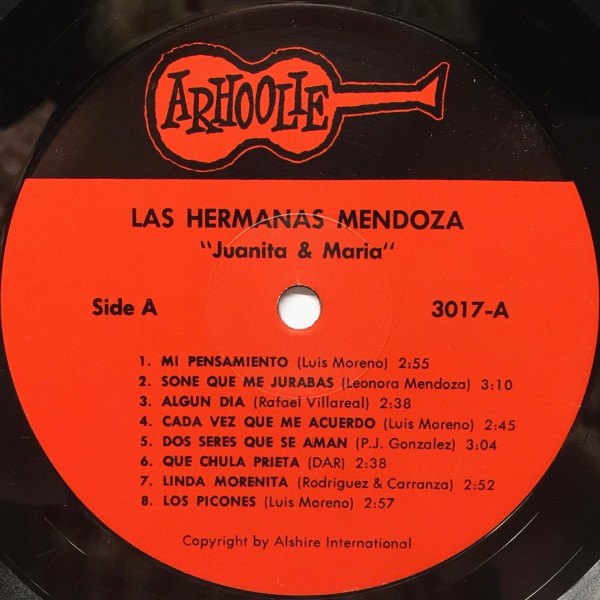 ARHOOLIE
LAS HERMANAS MENDOZA
"Juanita & Maria"
Side A
3017-A
1. MI PENSAMIENTO (Luis Moreno) 2:55
2. SONE QUE ME JURABAS (Leonora Mendoza) 3:10
3. ALGUN DIA (Rafael Villareal) 2:38
4. CADA VEZ QUE ME ACUERDO (Luis Moreno) 2:45
5. DOS SERES QUE SE AMAN (P.J. Gonzalez) 3:04
6. QUE CHULA PRIETA (DAR) 2:38
7. LINDA MORENITA (Rodriguez & Carranza) 2:52
8. LOS PICONES (Luis Moreno) 2:57
Copyright by Alshire International